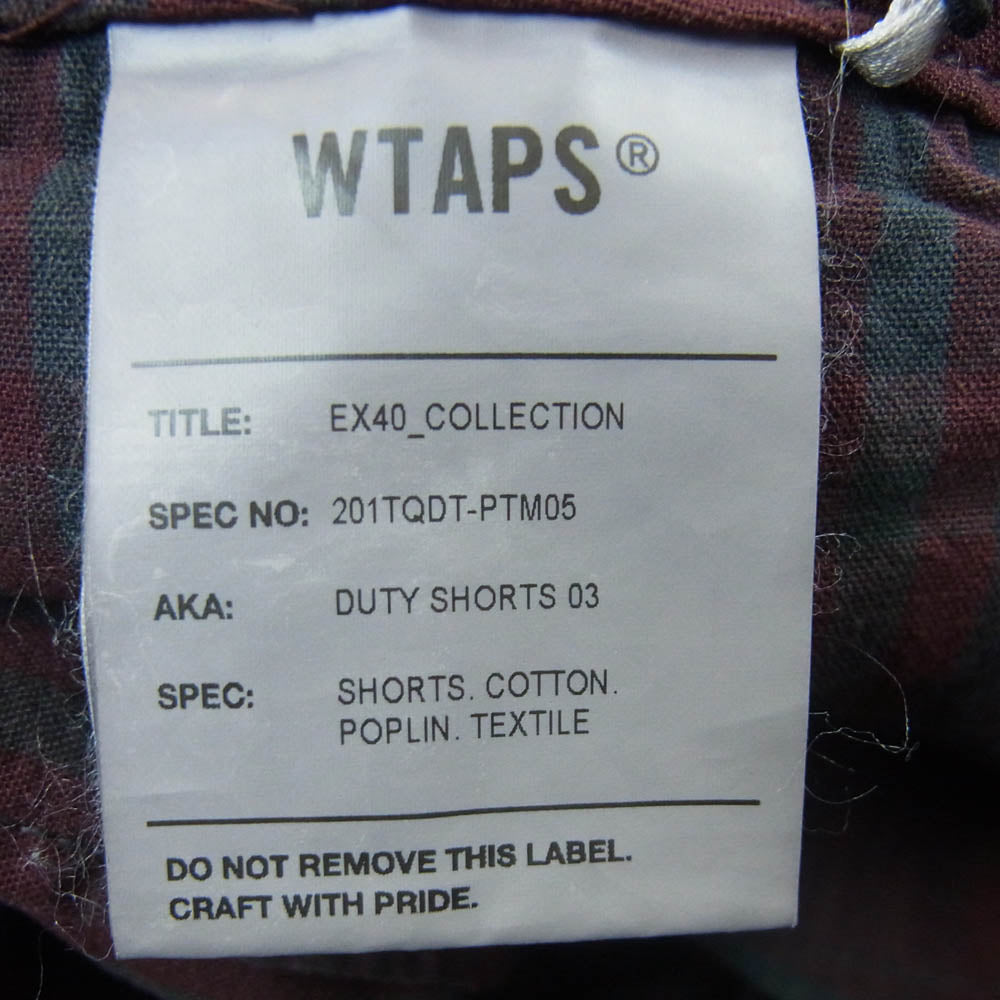 WTAPS®
TITLE: EX40_COLLECTION
SPEC NO: 201TQDT-PTM05
AKA: DUTY SHORTS 03
SPEC: SHORTS. COTTON.
POPLIN. TEXTILE
DO NOT REMOVE THIS LABEL.
CRAFT WITH PRIDE.